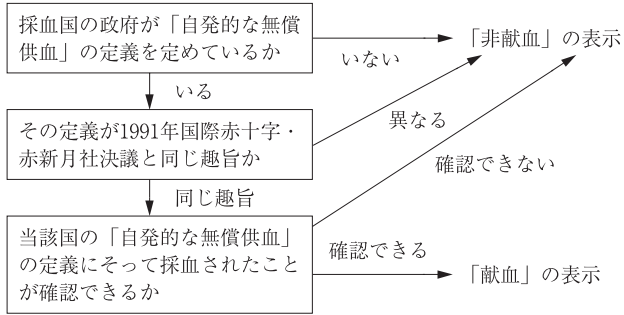 採血国の政府が「自発的な無償
供血」の定義を定めているか
いない
「非献血」の表示
いる
その定義が1991年国際赤十字・
赤新月社決議と同じ趣旨か
異なる
確認できない
同じ趣旨
当該国の「自発的な無償供血」
の定義にそって採血されたこと
が確認できるか
確認できる
「献血」の表示